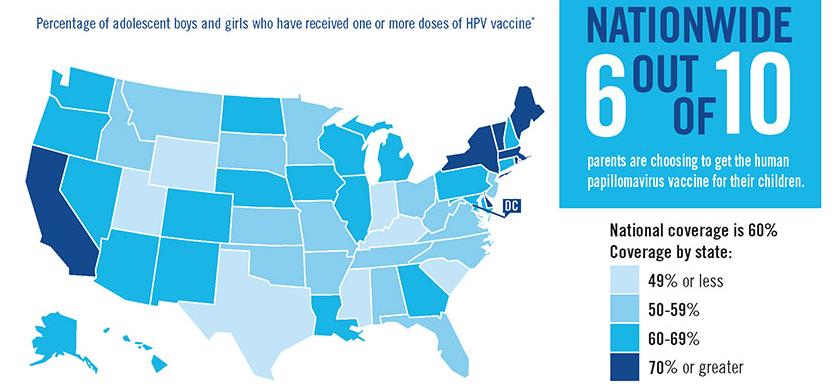 Percentage of adolescent boys and girls who have received one or more doses of HPV vaccine*
DC
NATIONWIDE
6 OUT OF 10
parents are choosing to get the human
papillomavirus vaccine for their children.
National coverage is 60%
Coverage by state:
49% or less
50-59%
60-69%
70% or greater